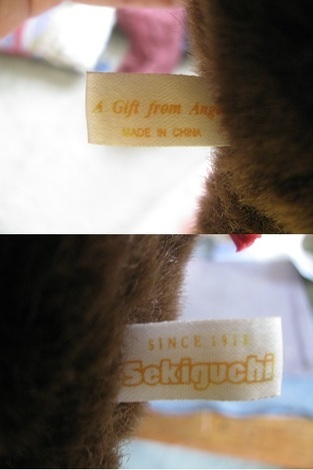 A Gift from Ang
MADE IN CHINA
SINCE 1918
Sekiguchi